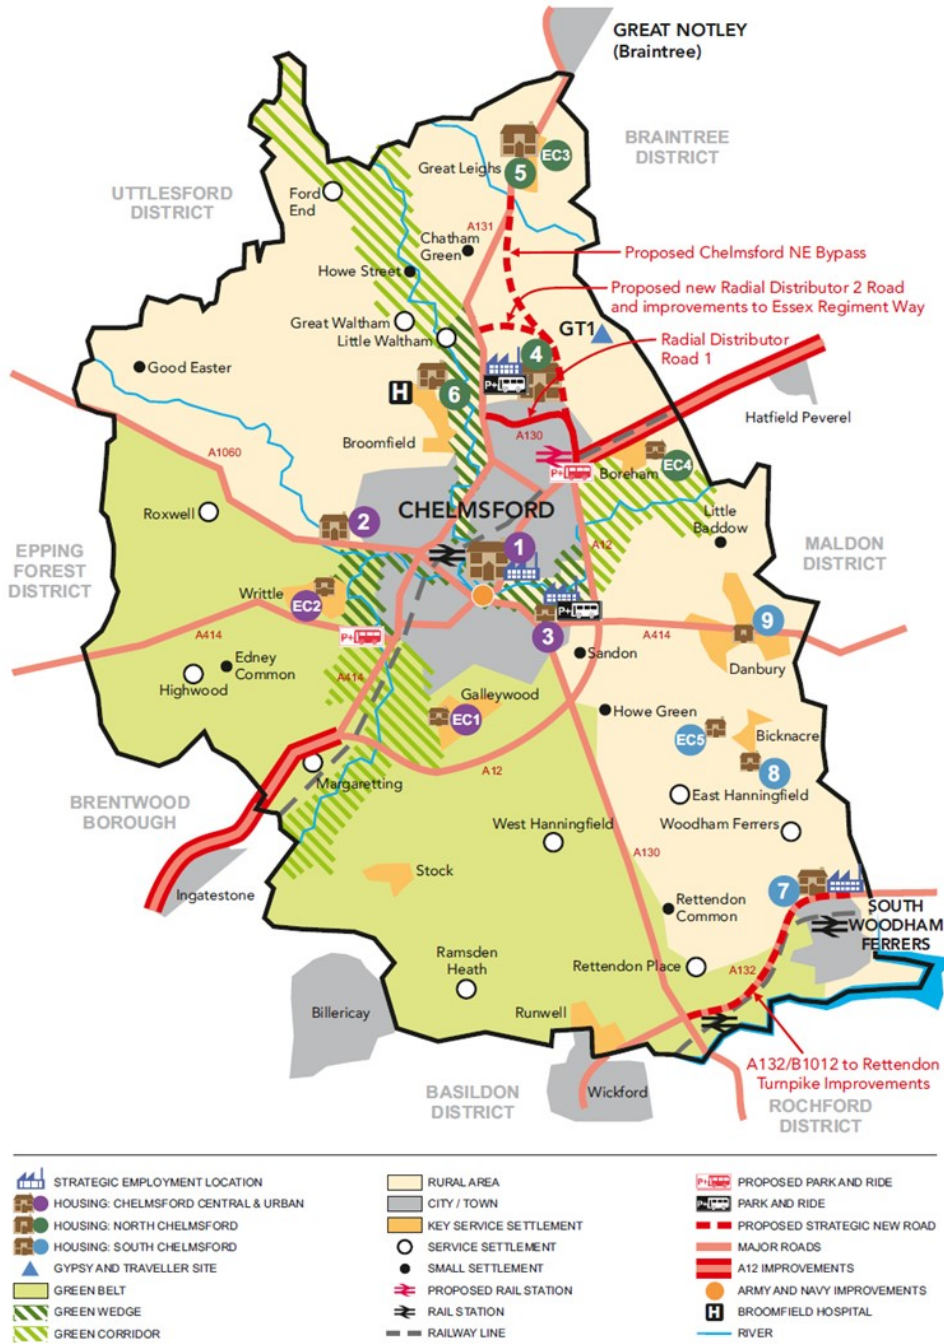 GREAT NOTLEY
(Braintree)
BRAINTREE
DISTRICT
UTTLESFORD
DISTRICT
Great Leighs
EC3
5
Ford
End
A131
Chatham
Green
Proposed Chelmsford NE Bypass
Howe Street
Proposed new Radial Distributor 2 Road
and improvements to Essex Regiment Way
Great Waltham
Little Waltham
GT1
Radial Distributor
Road 1
Good Easter
4
P+
H
6
Hatfield Peverel
Broomfield
A130
A1060
P+
Boreham
EC4
Roxwell
2
CHELMSFORD
Little
Baddow
EPPING
FOREST
DISTRICT
1
A12
MALDON
DISTRICT
Writtle
EC2
P+
3
P+
9
A414
A414
Sandon
Danbury
Edney
Common
Highwood
A414
Galleywood
EC1
Howe Green
EC5
Bicknacre
8
Margaretting
A12
East Hanningfield
BRENTWOOD
BOROUGH
West Hanningfield
Woodham Ferrers
A130
Stock
Ingatestone
7
Rettendon
Common
SOUTH
WOODHAM
FERRERS
Ramsden
Heath
Rettendon Place
A132
Billericay
Runwell
A132/B1012 to Rettendon
Turnpike Improvements
BASILDON
DISTRICT
Wickford
ROCHFORD
DISTRICT
STRATEGIC EMPLOYMENT LOCATION
HOUSING: CHELMSFORD CENTRAL & URBAN
HOUSING: NORTH CHELMSFORD
HOUSING: SOUTH CHELMSFORD
GYPSY AND TRAVELLER SITE
GREEN BELT
GREEN WEDGE
GREEN CORRIDOR
RURAL AREA
CITY / TOWN
KEY SERVICE SETTLEMENT
SERVICE SETTLEMENT
SMALL SETTLEMENT
PROPOSED RAIL STATION
RAIL STATION
RAILWAY LINE
P+ PROPOSED PARK AND RIDE
P+ PARK AND RIDE
PROPOSED STRATEGIC NEW ROAD
MAJOR ROADS
A12 IMPROVEMENTS
ARMY AND NAVY IMPROVEMENTS
H BROOMFIELD HOSPITAL
RIVER